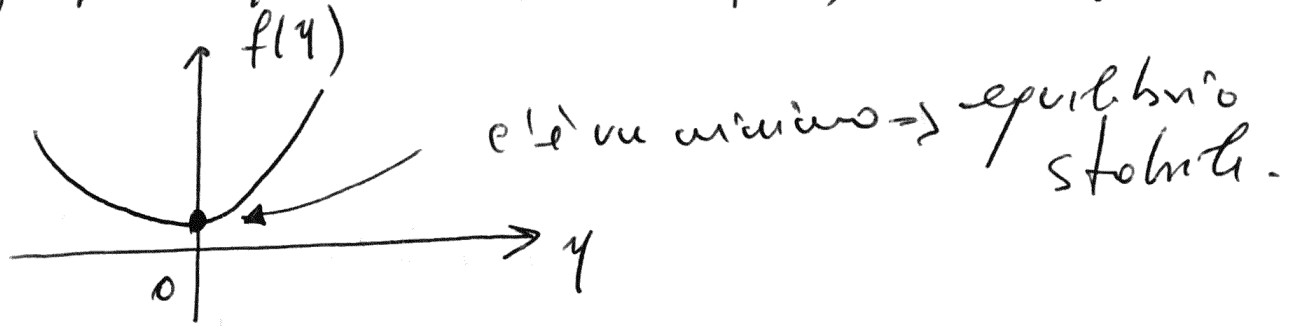 f(y)
c'è un minimo => equilibrio
stabile.
y
0